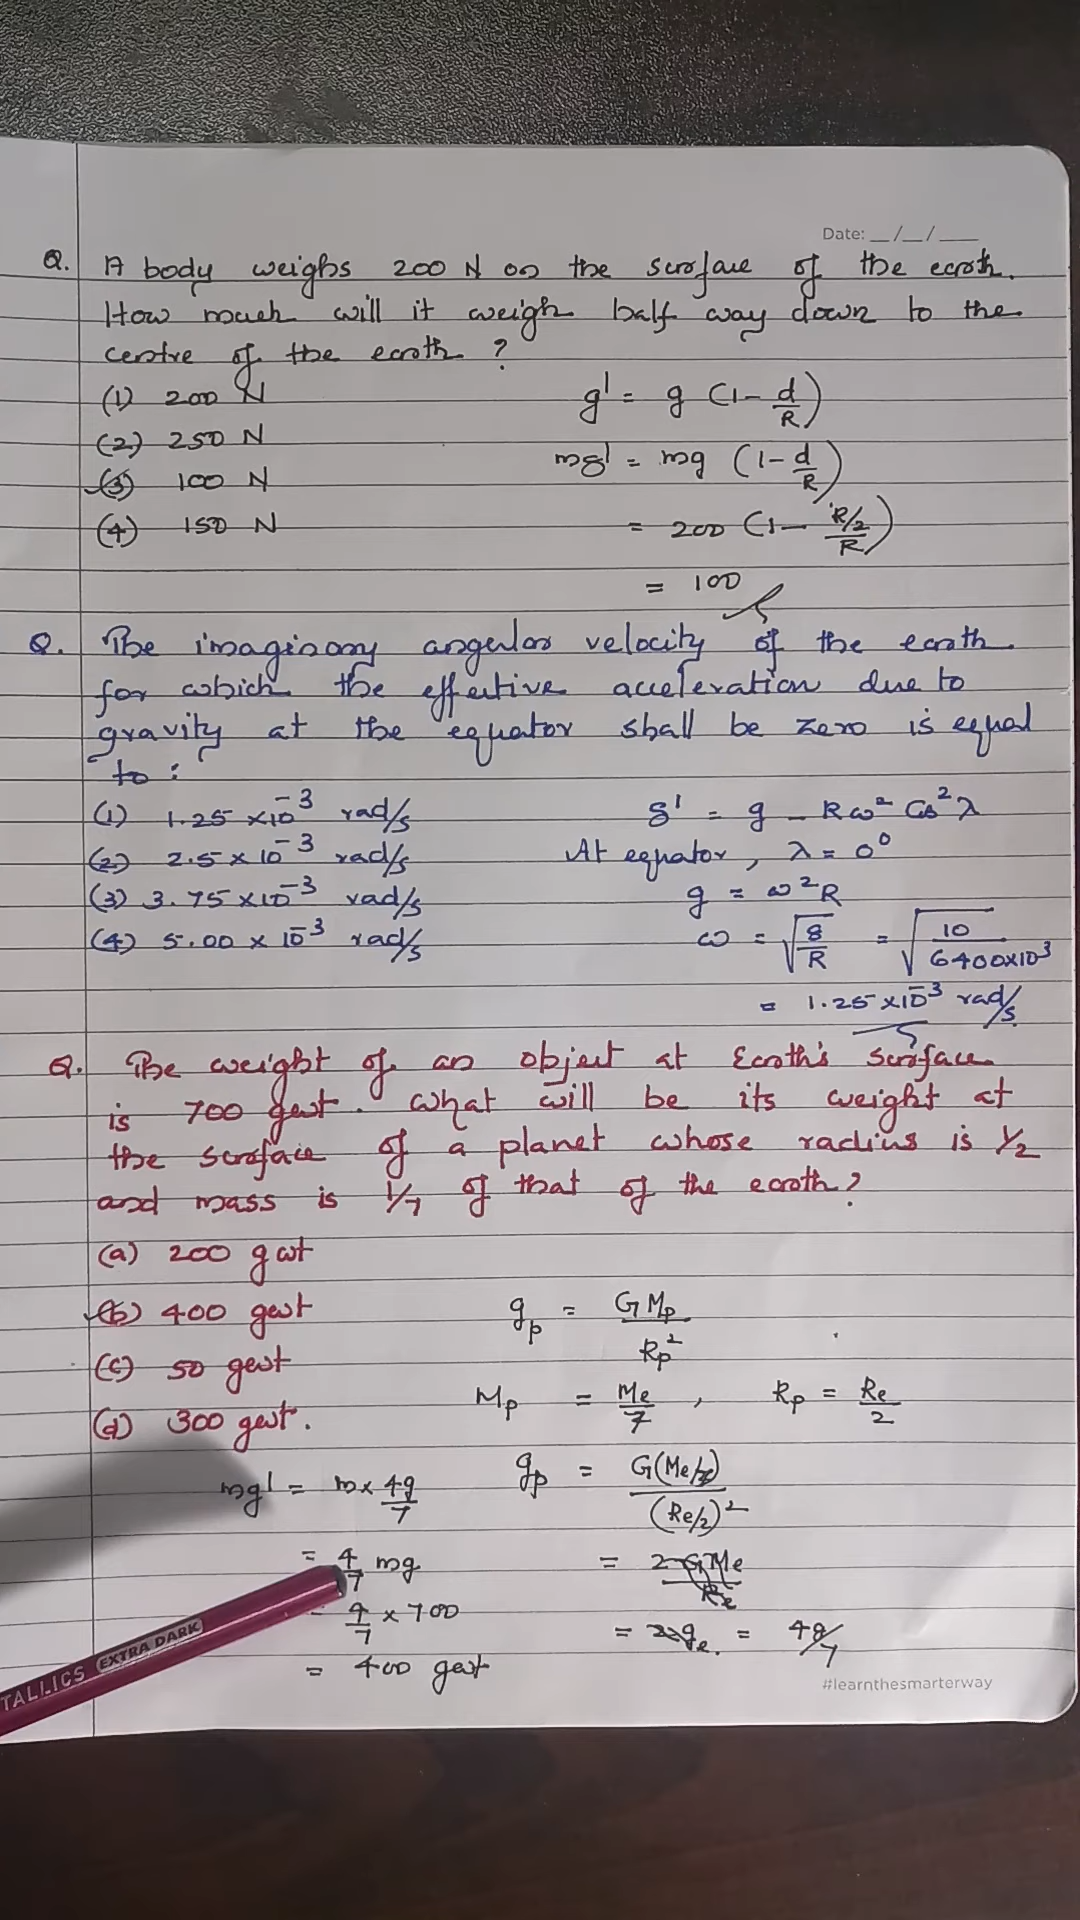 Date: __/__/____
Q. A body weighs 200 N on the surface of the earth.
How much will it weigh half way down to the
centre of the earth ?
(1) 200 N
g' = g (1- d/R)
(2) 250 N
mg' = mg (1- d/R)
(3) 100 N
(4) 150 N
= 200 (1- R/2/R)
= 100
Q. The imaginary angular velocity of the earth
for which the effective acceleration due to
gravity at the equator shall be zero is equal
to :
(1) 1.25 ×10⁻³ rad/s
g' = g - Rω² Cos²λ
(2) 2.5 × 10⁻³ rad/s
At equator, λ = 0°
(3) 3.75 ×10⁻³ rad/s
g = ω²R
(4) 5.00 × 10⁻³ rad/s
ω = √g/R = √10/6400×10³
= 1.25 ×10⁻³ rad/s
Q. The weight of an object at Earth's surface
is 700 gwt. What will be its weight at
the surface of a planet whose radius is 1/2
and mass is 1/7 of that of the earth?
(a) 200 g wt
(b) 400 gwt
gp = G Mp/Rp²
(c) 50 gwt
Mp = Me/7 , Rp = Re/2
(d) 300 gwt.
mg' = m× 4g/7
gp = G(Me/7)/(Re/2)²
= 4/7 mg
= 2GMe/Re
= 4/7 × 700
= 2ge = 4g/7
= 400 gwt
#learnthesmarterway
TALLICS EXTRA DARK